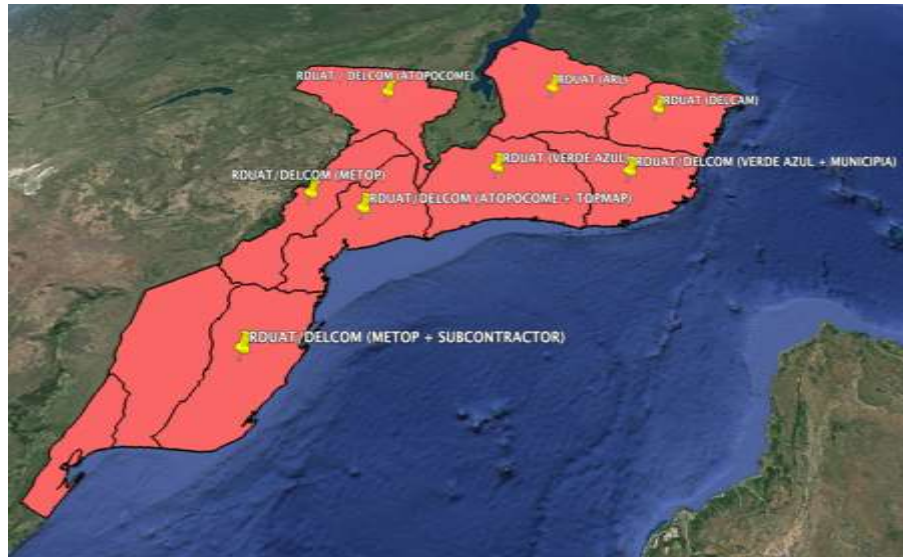 RDUAT / DELCOM (ATOPOCOME)
RDUAT (ARL)
RDUAT (DELCAM)
RDUAT (VERDE AZUL)
RDUAT/DELCOM (VERDE AZUL + MUNICIPIA)
RDUAT/DELCOM (METOP)
RDUAT/DELCOM (ATOPOCOME + TOPMAP)
RDUAT/DELCOM (METOP + SUBCONTRACTOR)